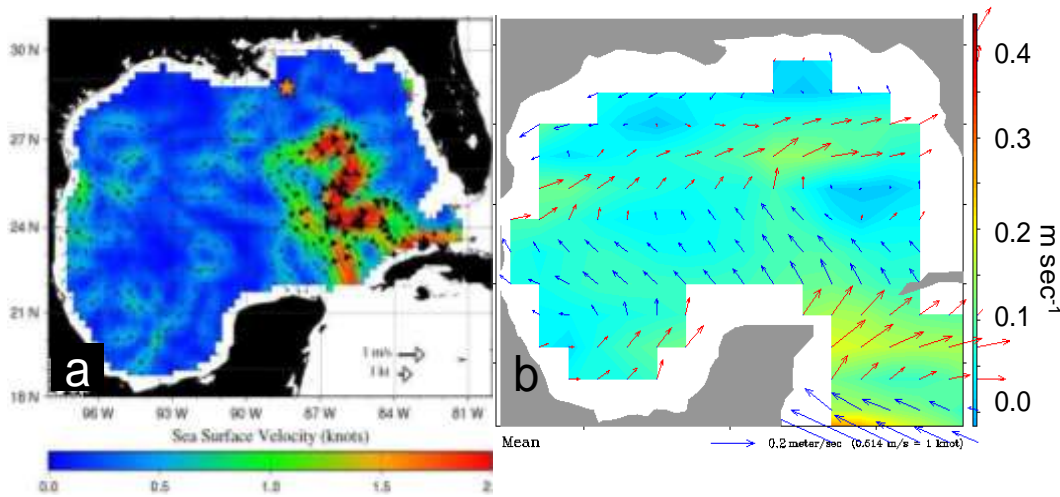 30 N
27 N
24 N
21 N
18 N
a
1 m/s
1 kt
96 W
93 W
90 W
87 W
84 W
81 W
Sea Surface Velocity (knots)
0.0
0.5
1.0
1.5
2.
b
Mean
0.2 meter/sec (0.514 m/s = 1 knot)
0.4
0.3
0.2
0.1
0.0
m sec-1